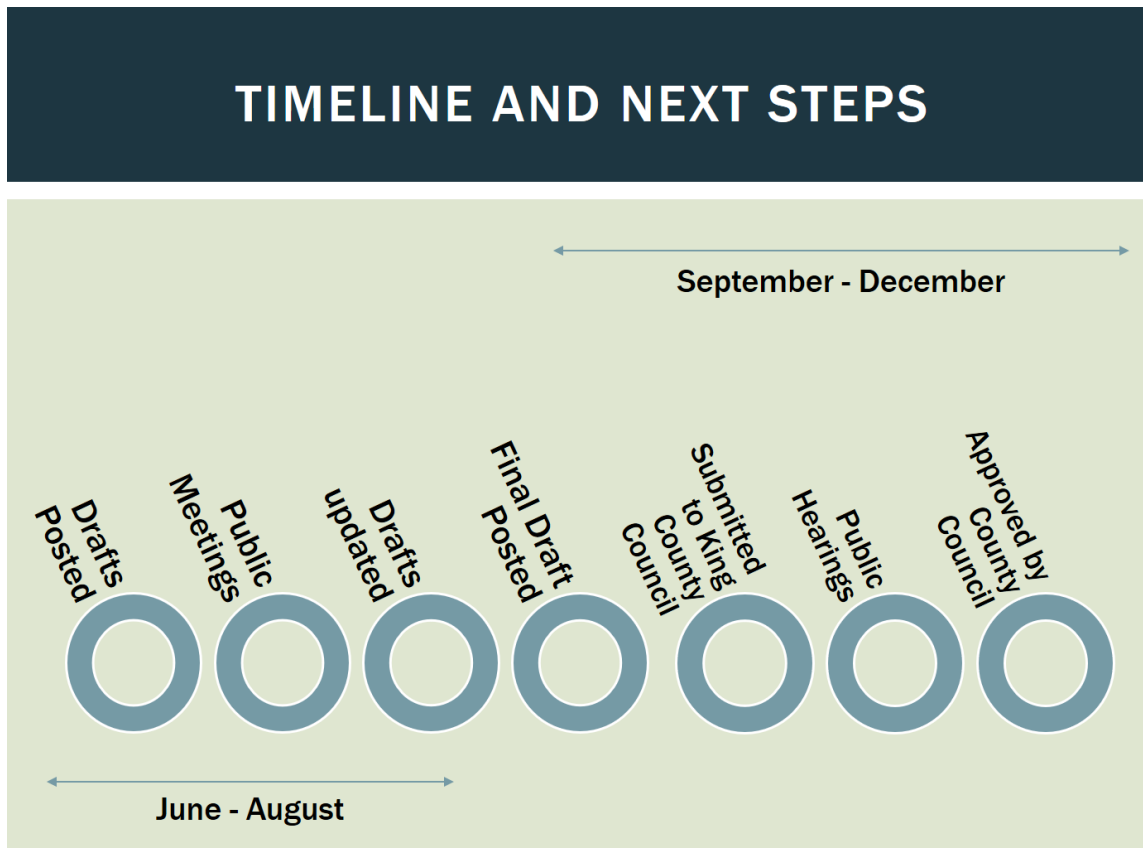 TIMELINE AND NEXT STEPS
September - December
Drafts
Posted
Public
Meetings
Drafts
updated
Final Draft
Posted
Submitted
to King
County
Council
Public
Hearings
Approved by
County
Council
June - August